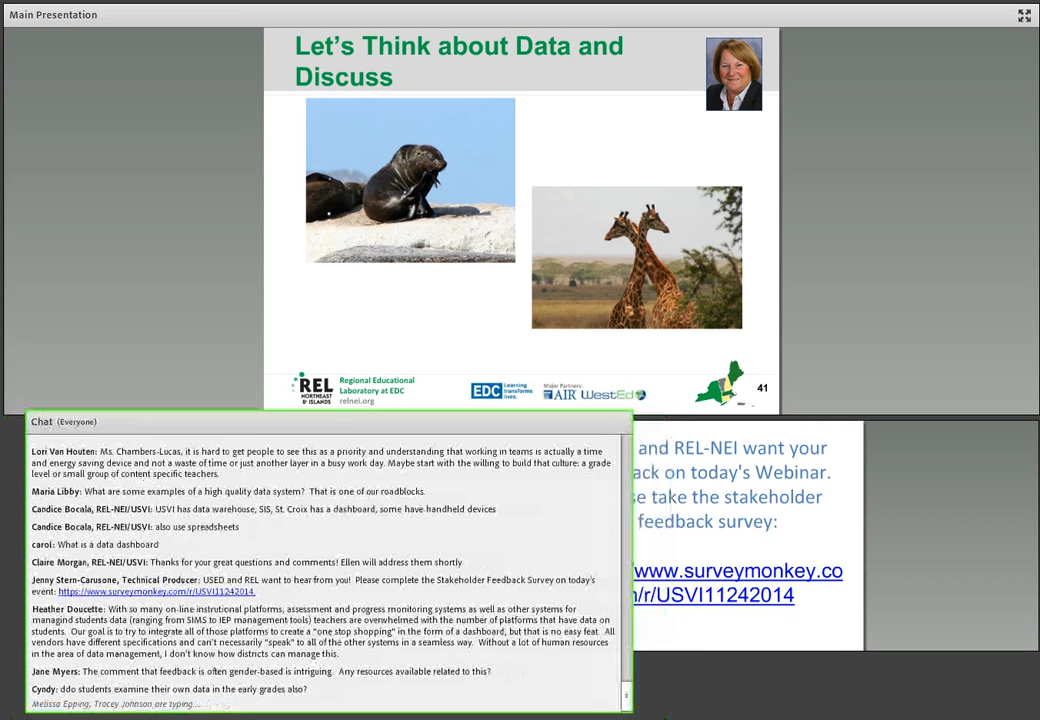 Main Presentation
Let's Think about Data and
Discuss
REL
NORTHEAST
& ISLANDS
Regional Educational
Laboratory at EDC
relnei.org
EDC
Learning
transforms
lives.
Major Partners:
AIR WestEd
41
Chat (Everyone)
Lori Van Houten: Ms. Chambers-Lucas, it is hard to get people to see this as a priority and understanding that working in teams is actually a time
and energy saving device and not a waste of time or just another layer in a busy work day. Maybe start with the willing to build that culture: a grade
level or small group of content specific teachers.
Maria Libby: What are some examples of a high quality data system? That is one of our roadblocks.
Candice Bocala, REL-NEI/USVI: USVI has data warehouse, SIS, St. Croix has a dashboard, some have handheld devices
Candice Bocala, REL-NEI/USVI: also use spreadsheets
carol: What is a data dashboard
Claire Morgan, REL-NEI/USVI: Thanks for your great questions and comments! Ellen will address them shortly
Jenny Stern-Carusone, Technical Producer: USED and REL want to hear from you! Please complete the Stakeholder Feedback Survey on today's
event: https://www.surveymonkey.com/r/USVI11242014.
Heather Doucette: With so many on-line instrutional platforms, assessment and progress monitoring systems as well as other systems for
managind students data (ranging from SIMS to IEP management tools) teachers are overwhelmed with the number of platforms that have data on
students. Our goal is to try to integrate all of those platforms to create a "one stop shopping" in the form of a dashboard, but that is no easy feat. All
vendors have different specifications and can't necessarily "speak" to all of the other systems in a seamless way. Without a lot of human resources
in the area of data management, I don't know how districts can manage this.
Jane Myers: The comment that feedback is often gender-based is intriguing. Any resources available related to this?
Cyndy: ddo students examine their own data in the early grades also?
Melissa Epping, Tracey Johnson are typing...
and REL-NEI want your
ack on today's Webinar.
se take the stakeholder
feedback survey:
www.surveymonkey.co
m/r/USVI11242014